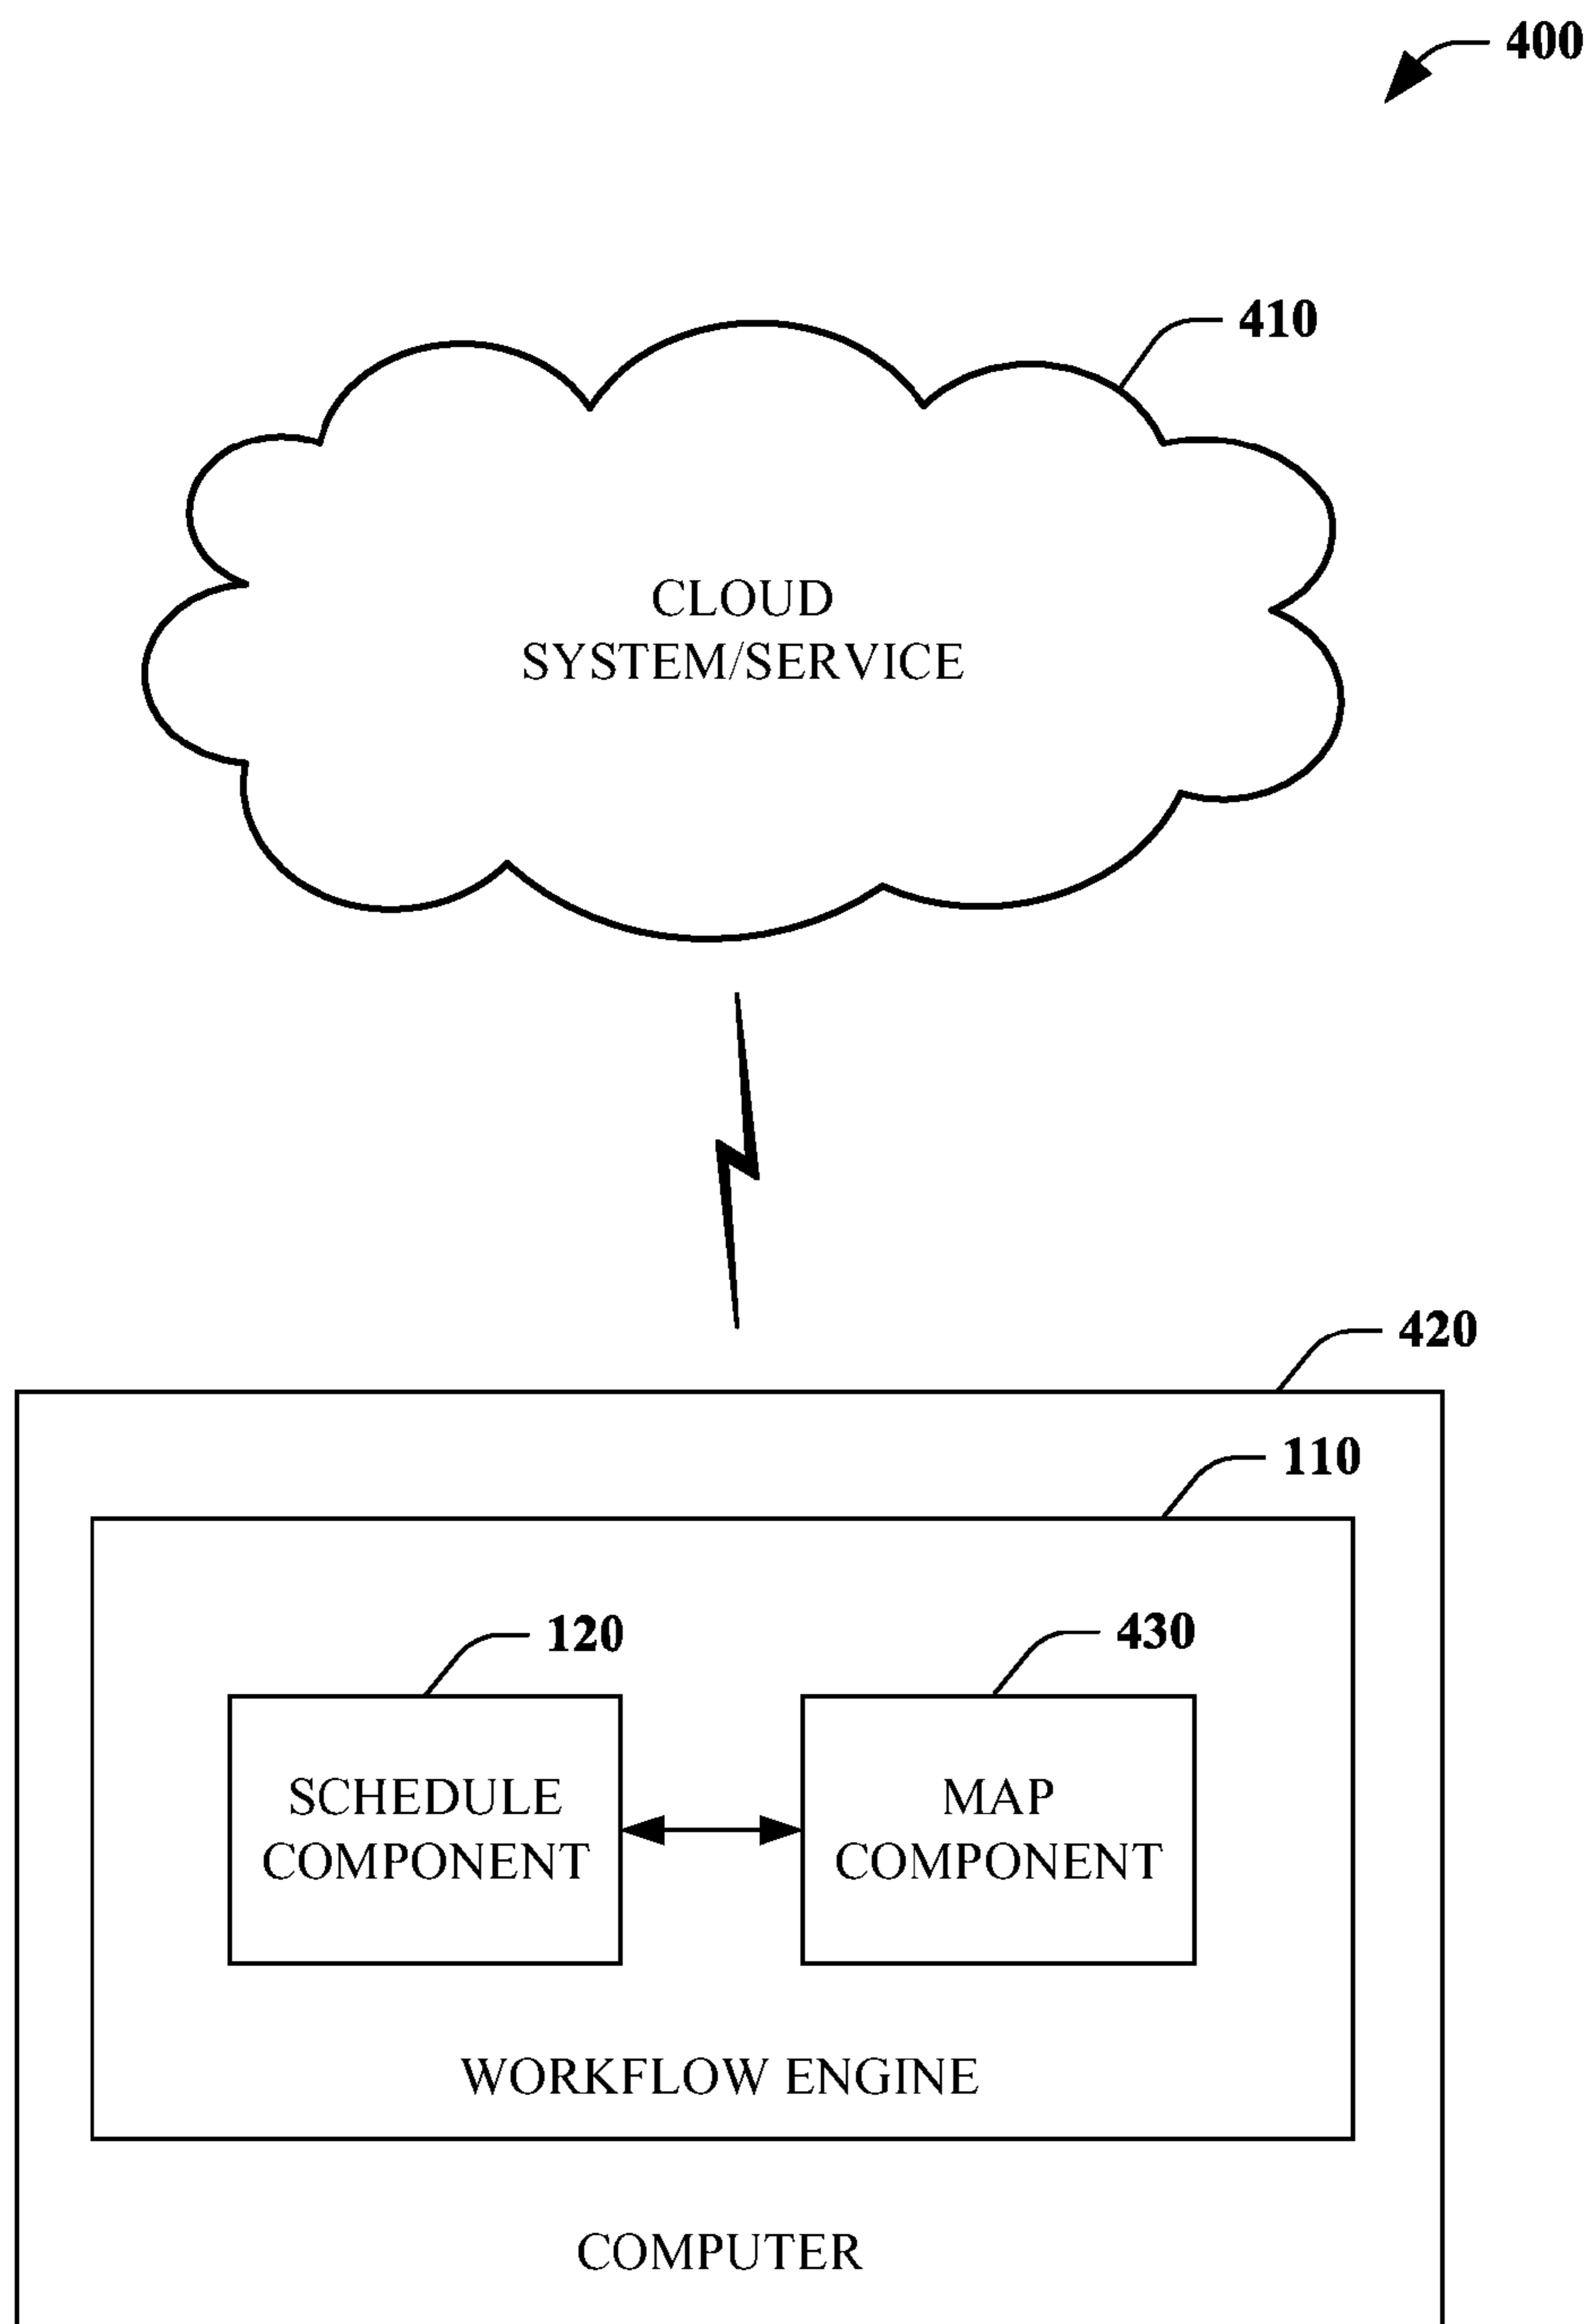 400
410
CLOUD
SYSTEM/SERVICE
420
110
120
430
SCHEDULE
COMPONENT
MAP
COMPONENT
WORKFLOW ENGINE
COMPUTER